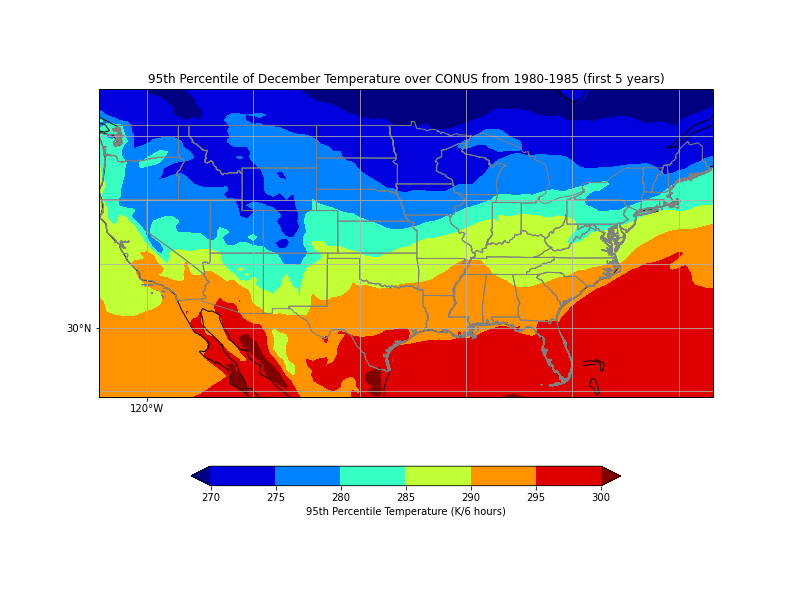 95th Percentile of December Temperature over CONUS from 1980-1985 (first 5 years)
30°N
120°W
270 275 280 285 290 295 300
95th Percentile Temperature (K/6 hours)